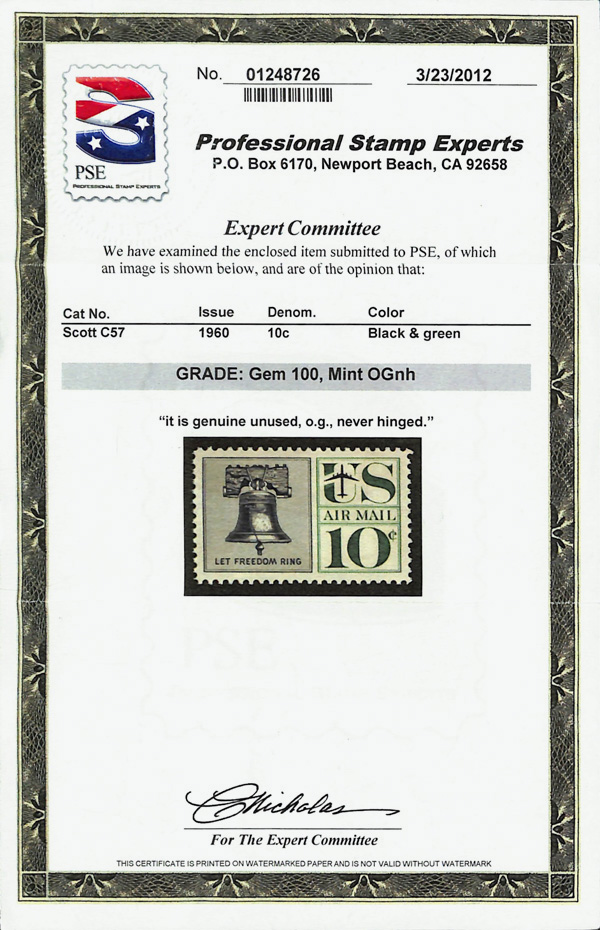 No. 01248726 3/23/2012
PSE
PROFESSIONAL STAMP EXPERTS
Professional Stamp Experts
P.O. Box 6170, Newport Beach, CA 92658
Expert Committee
We have examined the enclosed item submitted to PSE, of which
an image is shown below, and are of the opinion that:
Cat No. Issue Denom. Color
Scott C57 1960 10c Black & green
GRADE: Gem 100, Mint OGnh
“it is genuine unused, o.g., never hinged.”
US
AIR MAIL
10¢
LET FREEDOM RING
PSE
Nicholas
For The Expert Committee
THIS CERTIFICATE IS PRINTED ON WATERMARKED PAPER AND IS NOT VALID WITHOUT WATERMARK